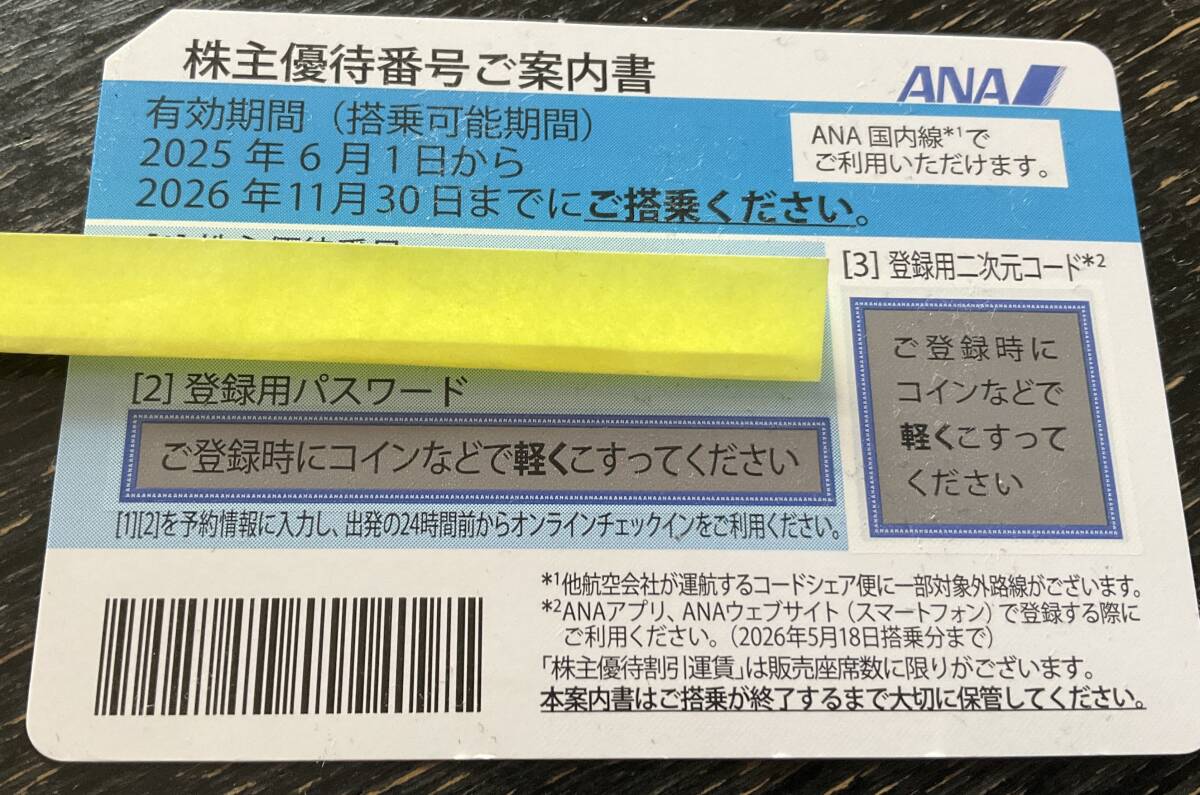 株主優待番号ご案内書
ANA
有効期間（搭乗可能期間）
2025年6月1日から
2026年11月30日までにご搭乗ください。
ANA 国内線*1で
ご利用いただけます。
[2] 登録用パスワード
ご登録時にコインなどで軽くこすってください
[1][2]を予約情報に入力し、出発の24時間前からオンラインチェックインをご利用ください。
[3] 登録用二次元コード*2
ご登録時に
コインなどで
軽くこすって
ください
*1他航空会社が運航するコードシェア便に一部対象外路線がございます。
*2ANAアプリ、ANAウェブサイト（スマートフォン）で登録する際に
ご利用ください。（2026年5月18日搭乗分まで）
「株主優待割引運賃」は販売座席数に限りがございます。
本案内書はご搭乗が終了するまで大切に保管してください。